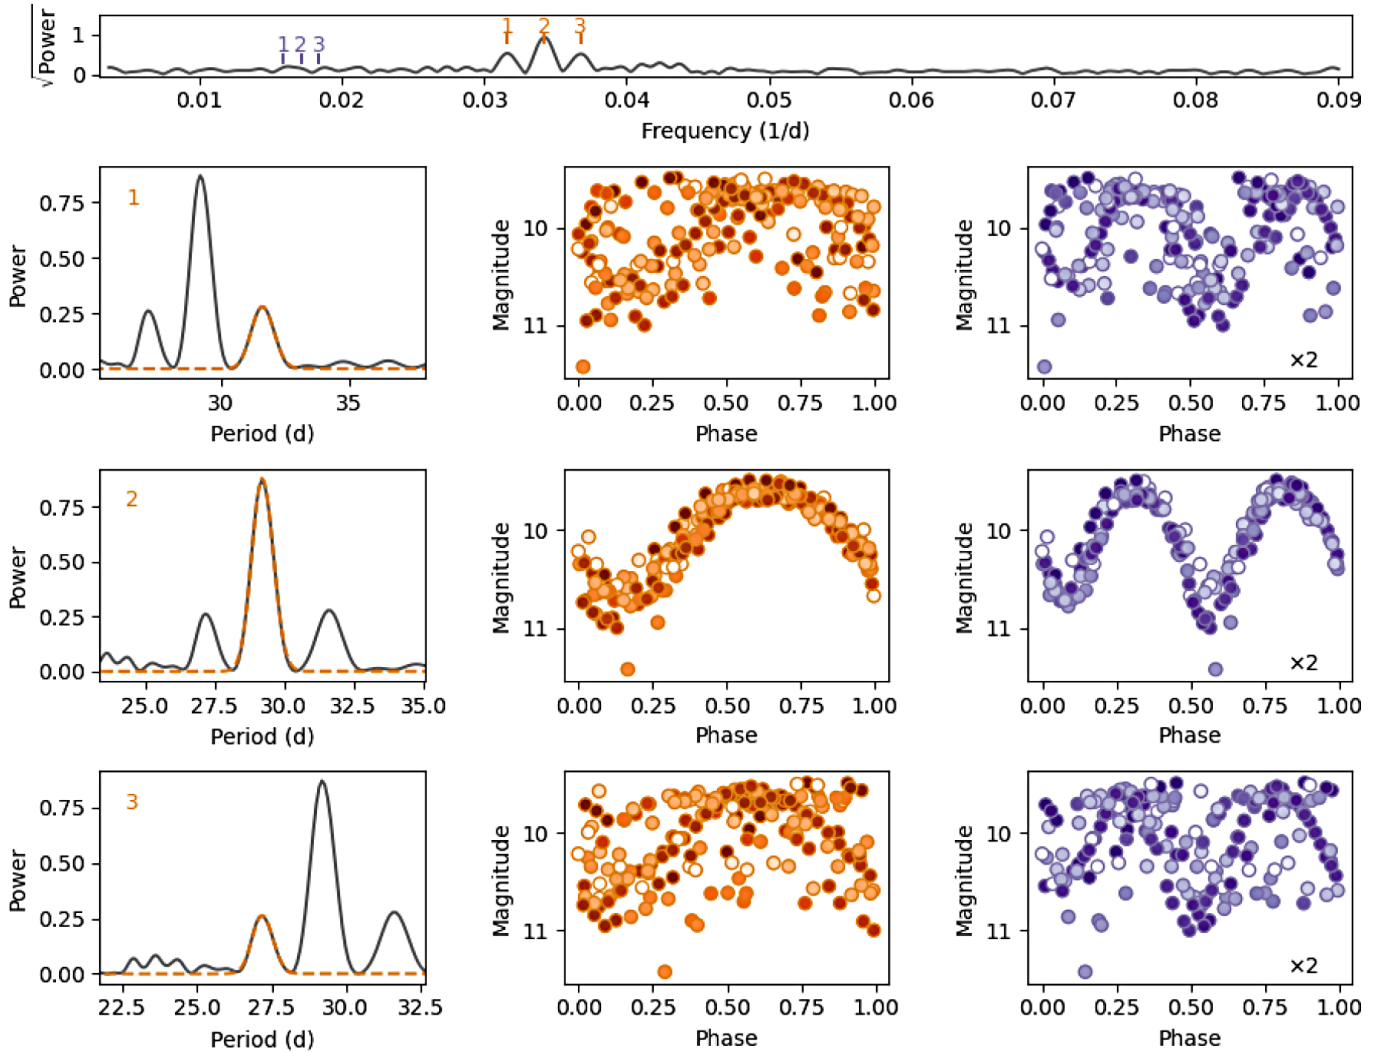 √Power
1
0
1 2 3
1 2 3
0.01 0.02 0.03 0.04 0.05 0.06 0.07 0.08 0.09
Frequency (1/d)
Power
0.75
0.50
0.25
0.00
1
30 35
Period (d)
Magnitude
10
11
0.00 0.25 0.50 0.75 1.00
Phase
Magnitude
10
11
×2
0.00 0.25 0.50 0.75 1.00
Phase
Power
0.75
0.50
0.25
0.00
2
25.0 27.5 30.0 32.5 35.0
Period (d)
Magnitude
10
11
0.00 0.25 0.50 0.75 1.00
Phase
Magnitude
10
11
×2
0.00 0.25 0.50 0.75 1.00
Phase
Power
0.75
0.50
0.25
0.00
3
22.5 25.0 27.5 30.0 32.5
Period (d)
Magnitude
10
11
0.00 0.25 0.50 0.75 1.00
Phase
Magnitude
10
11
×2
0.00 0.25 0.50 0.75 1.00
Phase